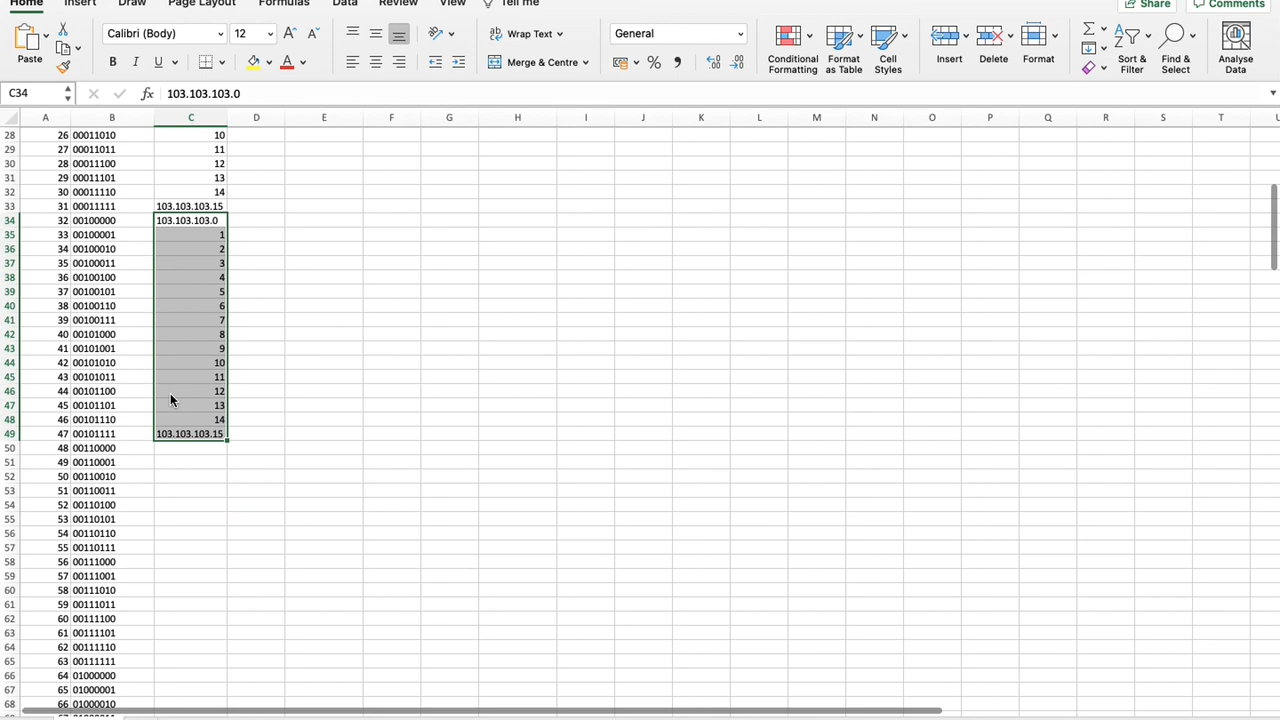 Home Insert Draw Page Layout Formulas Data Review View Tell me Share Comments
Calibri (Body) 12 Wrap Text General
Paste B I U Merge & Centre % Conditional Formatting Format as Table Cell Styles Insert Delete Format Sort & Filter Find & Select Analyse Data
C34 fx 103.103.103.0
A B C D E F G H I J K L M N O P Q R S T U
28 26 00011010 10
29 27 00011011 11
30 28 00011100 12
31 29 00011101 13
32 30 00011110 14
33 31 00011111 103.103.103.15
34 32 00100000 103.103.103.0
35 33 00100001 1
36 34 00100010 2
37 35 00100011 3
38 36 00100100 4
39 37 00100101 5
40 38 00100110 6
41 39 00100111 7
42 40 00101000 8
43 41 00101001 9
44 42 00101010 10
45 43 00101011 11
46 44 00101100 12
47 45 00101101 13
48 46 00101110 14
49 47 00101111 103.103.103.15
50 48 00110000
51 49 00110001
52 50 00110010
53 51 00110011
54 52 00110100
55 53 00110101
56 54 00110110
57 55 00110111
58 56 00111000
59 57 00111001
60 58 00111010
61 59 00111011
62 60 00111100
63 61 00111101
64 62 00111110
65 63 00111111
66 64 01000000
67 65 01000001
68 66 01000010